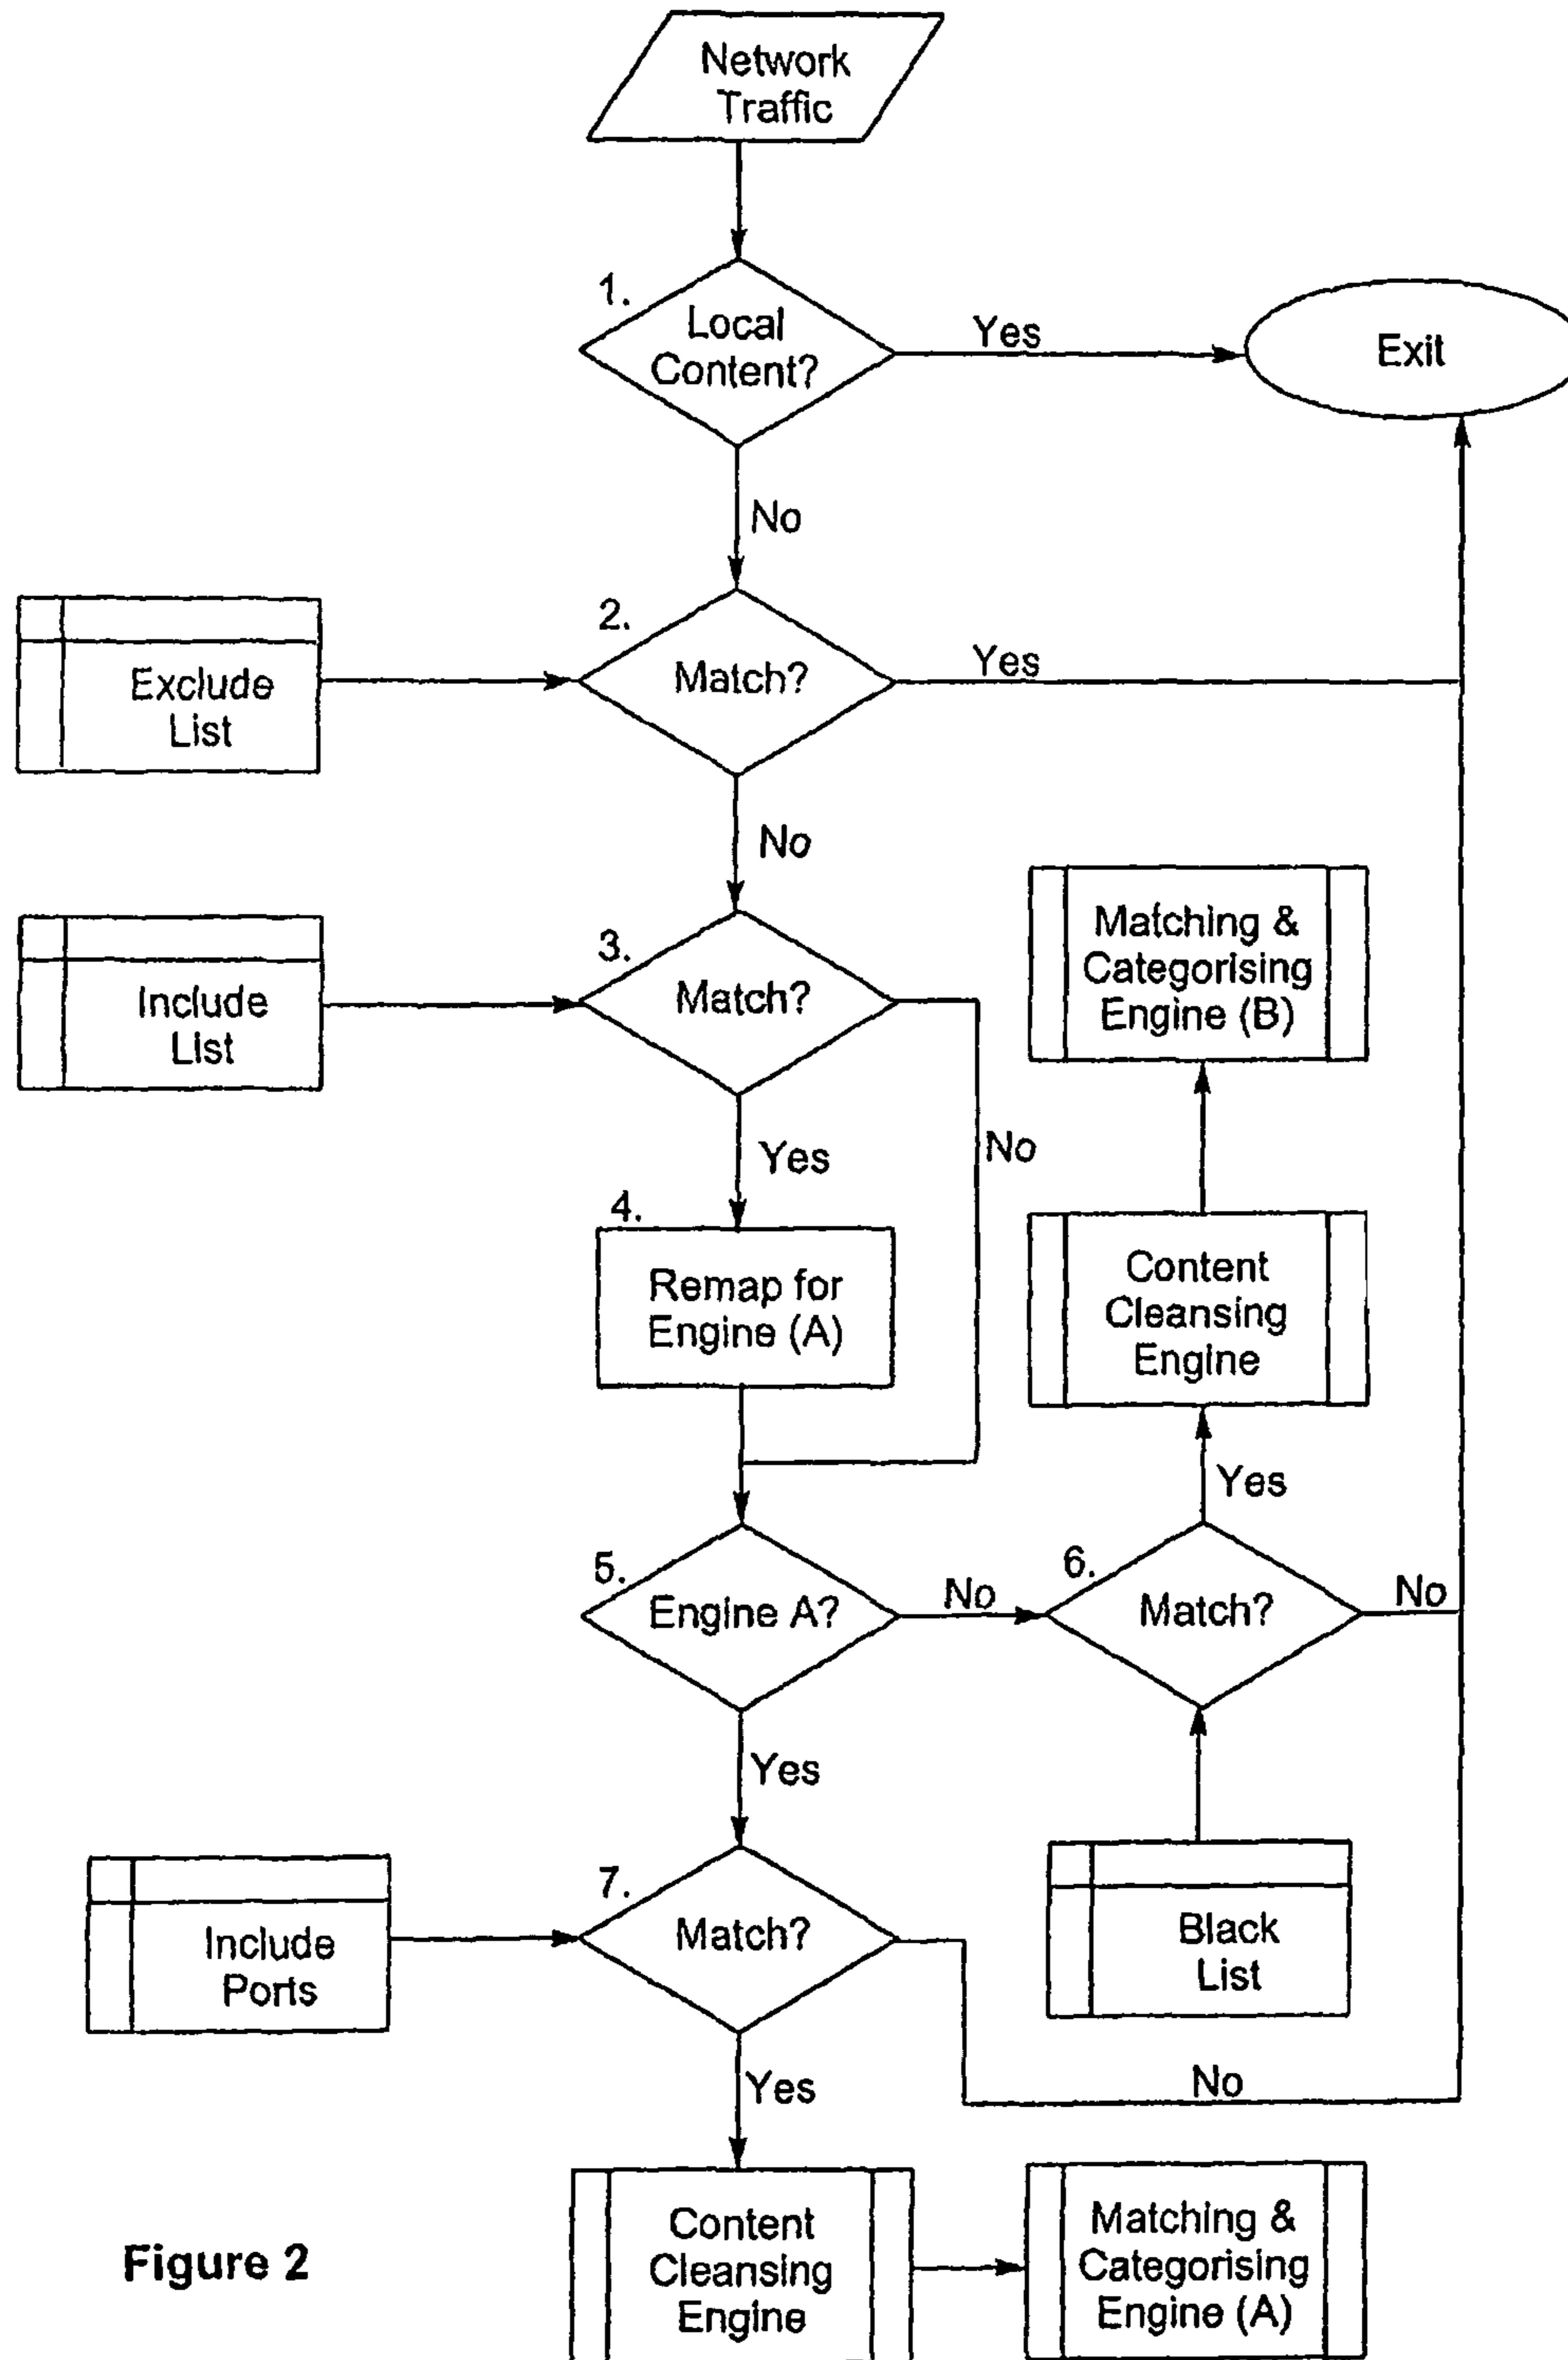 Network
Traffic
1.
Local
Content?
Yes
Exit
No
2.
Exclude
List
Match?
Yes
No
3.
Include
List
Match?
Matching &
Categorising
Engine (B)
Yes
No
4.
Remap for
Engine (A)
Content
Cleansing
Engine
Yes
5.
Engine A?
No
6.
Match?
No
Yes
7.
Include
Ports
Match?
Black
List
Yes
No
Content
Cleansing
Engine
Matching &
Categorising
Engine (A)
Figure 2